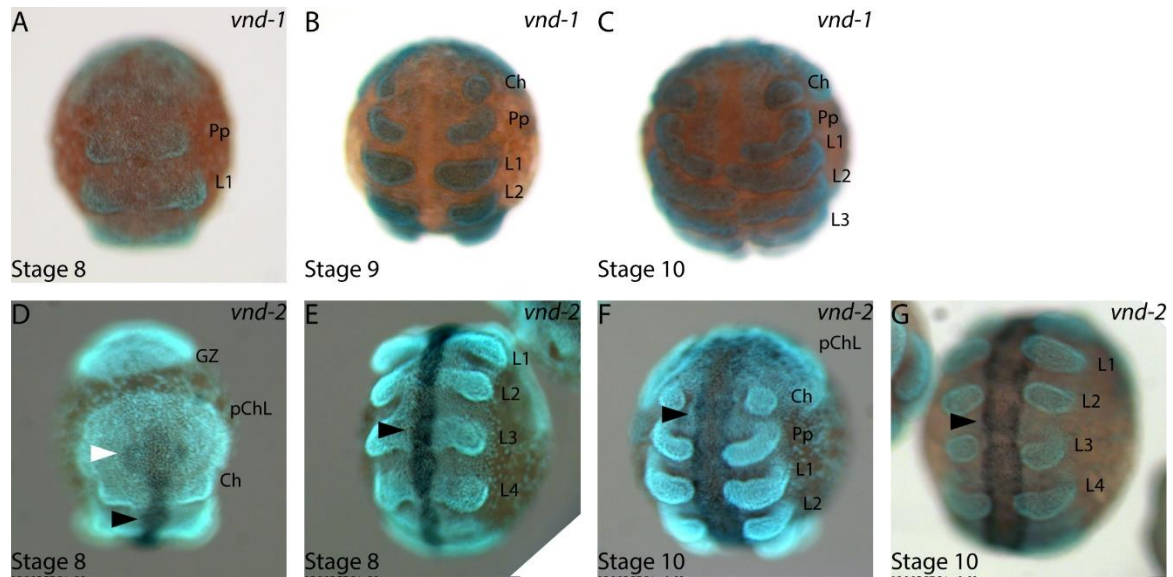 A vnd-1
Pp
L1
Stage 8
B vnd-1
Ch
Pp
L1
L2
Stage 9
C vnd-1
Ch
Pp
L1
L2
L3
Stage 10
D vnd-2
GZ
pChL
Ch
Stage 8
E vnd-2
L1
L2
L3
L4
Stage 8
F vnd-2
pChL
Ch
Pp
L1
L2
Stage 10
G vnd-2
L1
L2
L3
L4
Stage 10